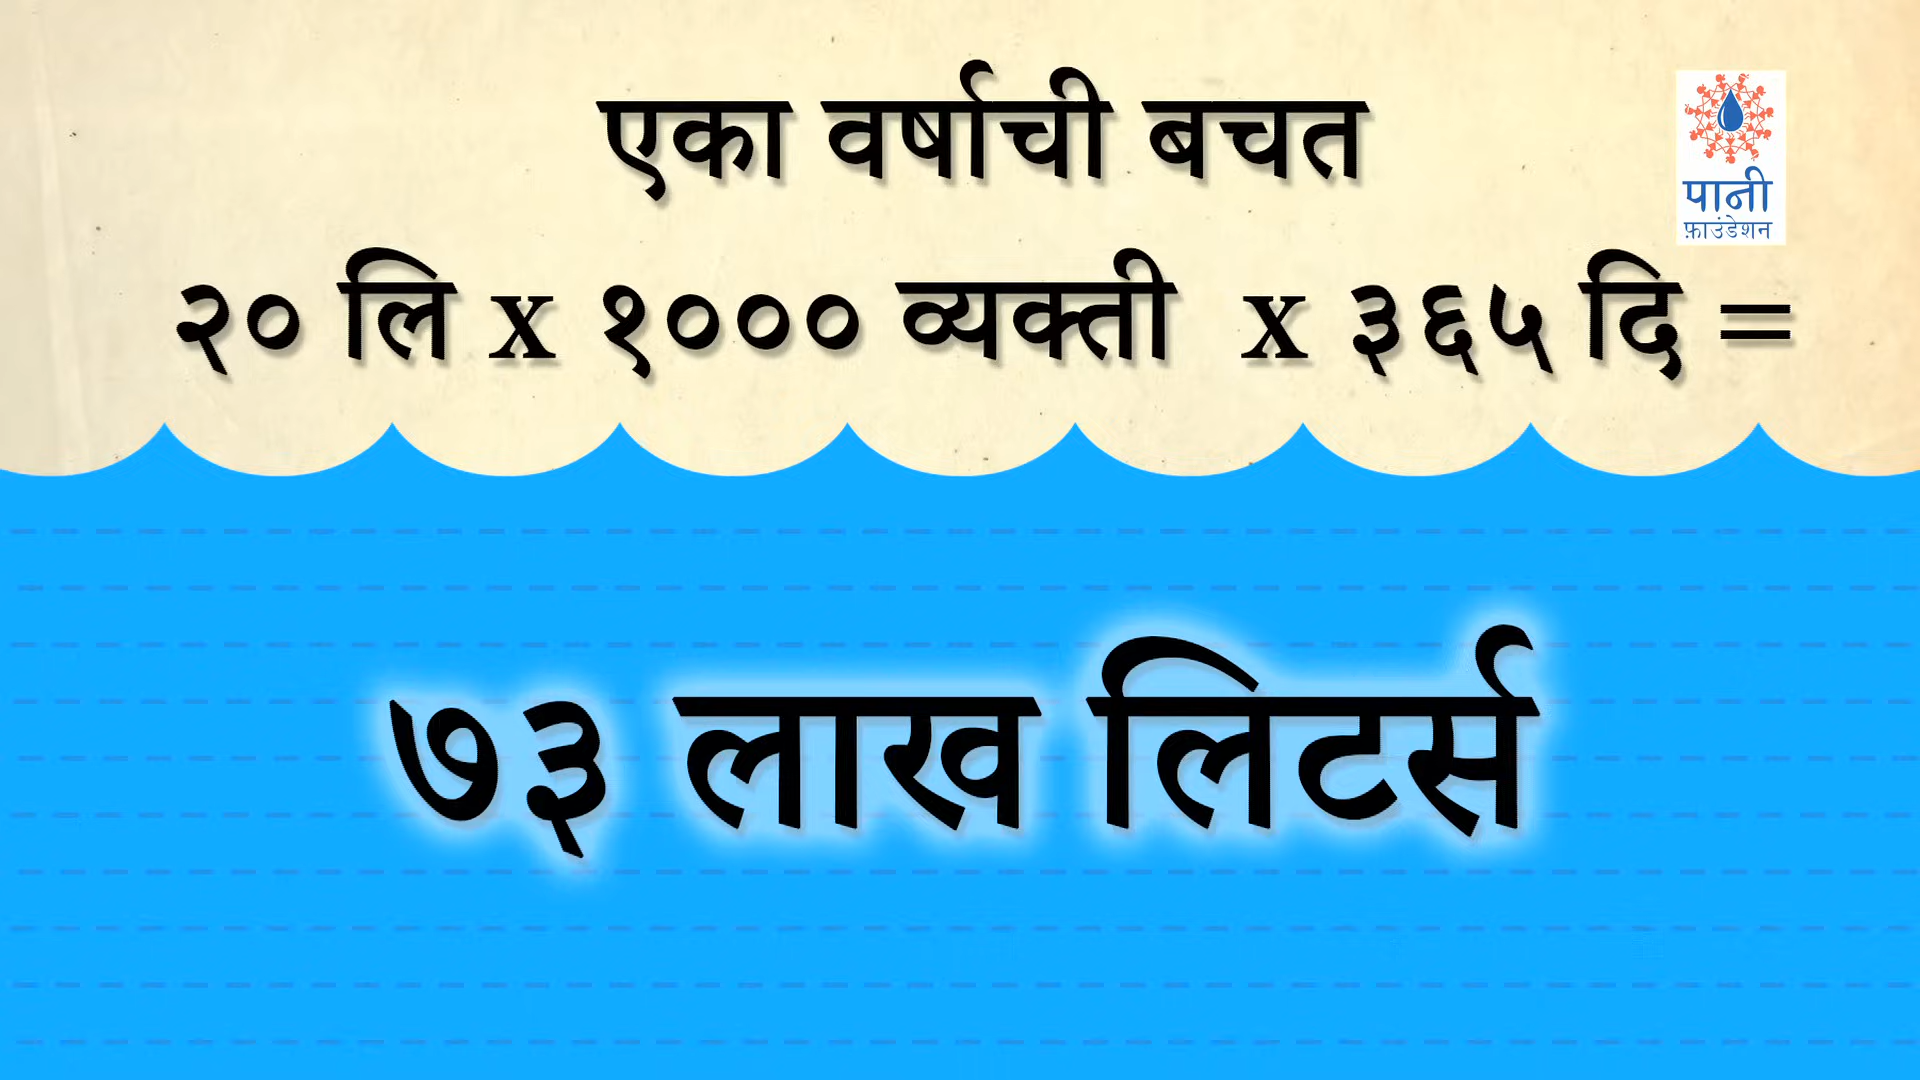 एका वर्षाची बचत
पानी
फ़ाउंडेशन
२० लि x १००० व्यक्ती x ३६५ दि =
७३ लाख लिटर्स